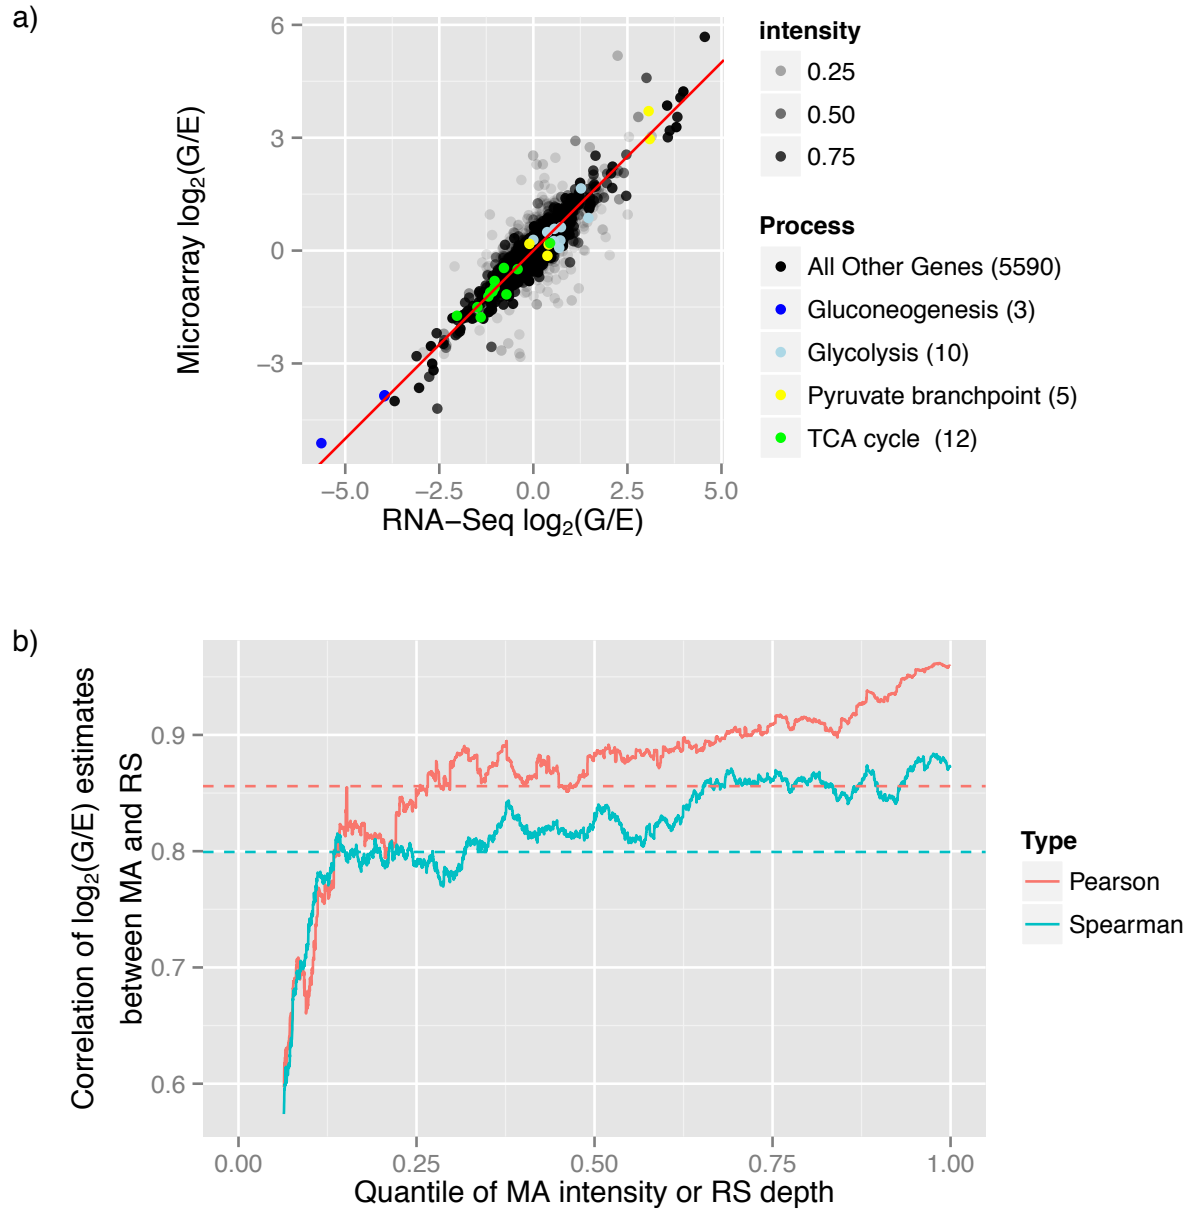 a)
6
3
0
−3
Microarray log2(G/E)
−5.0 −2.5 0.0 2.5 5.0
RNA−Seq log2(G/E)
intensity
0.25
0.50
0.75
Process
All Other Genes (5590)
Gluconeogenesis (3)
Glycolysis (10)
Pyruvate branchpoint (5)
TCA cycle (12)
b)
Correlation of log2(G/E) estimates
between MA and RS
0.9
0.8
0.7
0.6
0.00 0.25 0.50 0.75 1.00
Quantile of MA intensity or RS depth
Type
Pearson
Spearman